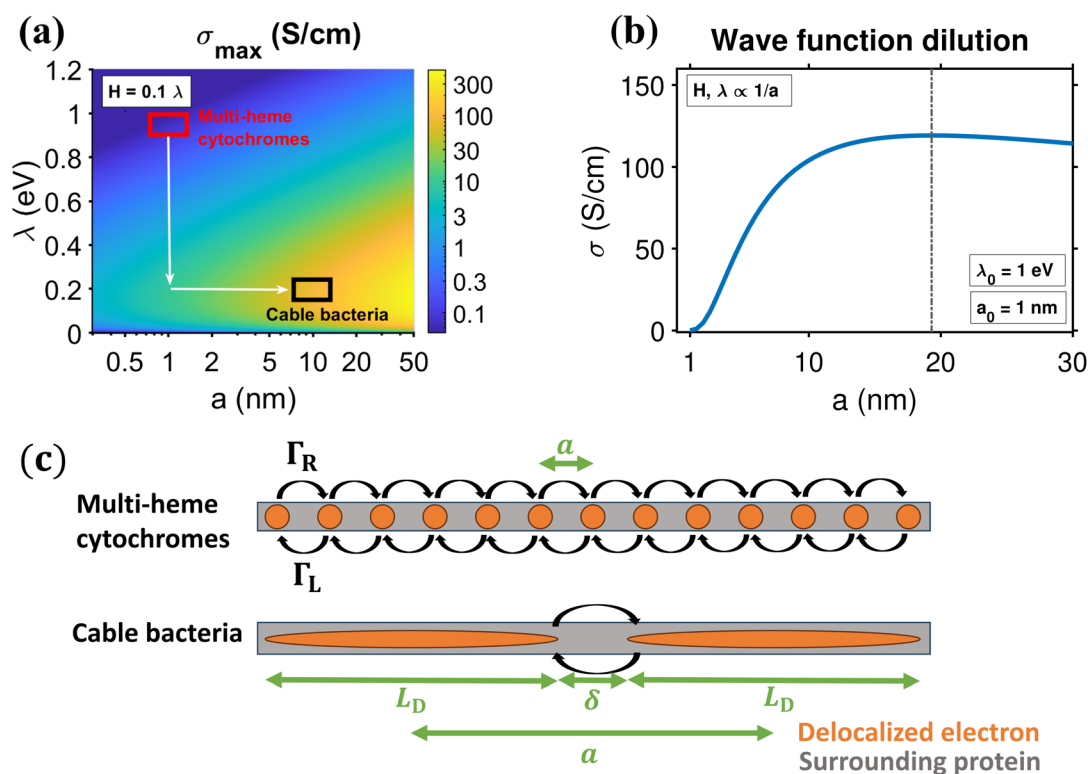 (a)
σmax (S/cm)
H = 0.1 λ
Multi-heme
cytochromes
Cable bacteria
λ (eV)
1.2
1
0.8
0.6
0.4
0.2
0
0.5 1 2 5 10 20 50
a (nm)
300
100
30
10
3
1
0.3
0.1
(b)
Wave function dilution
H, λ ∝ 1/a
σ (S/cm)
150
100
50
0
λ0 = 1 eV
a0 = 1 nm
1 10 20 30
a (nm)
(c)
a
ΓR
Multi-heme
cytochromes
ΓL
Cable bacteria
LD δ LD
a
Delocalized electron
Surrounding protein